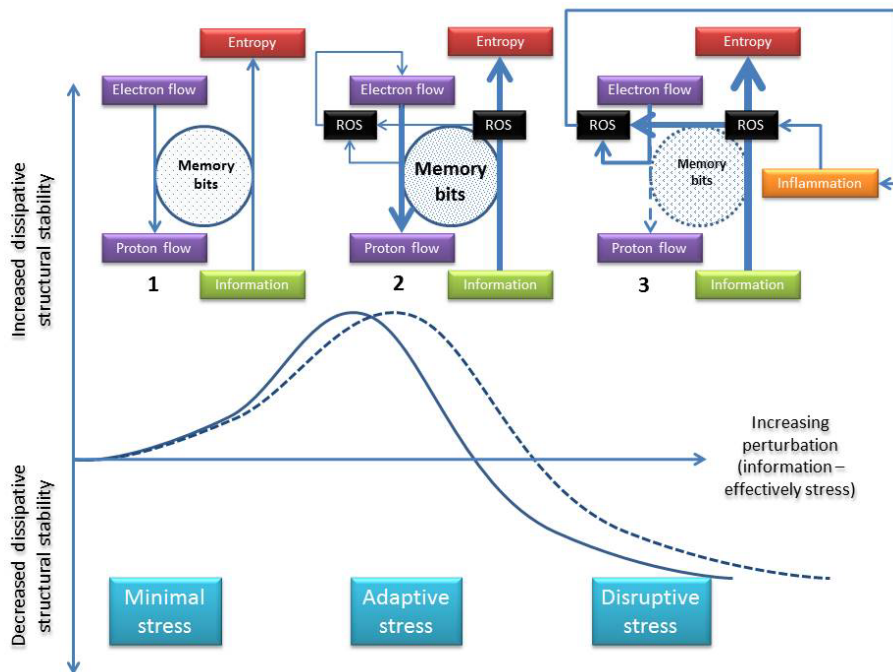 Entropy
Electron flow
Memory
bits
Proton flow
1
Information
Entropy
Electron flow
ROS
ROS
Memory
bits
Proton flow
2
Information
Entropy
Electron flow
ROS
ROS
Memory
bits
Inflammation
Proton flow
3
Information
Increased dissipative
structural stability
Decreased dissipative
structural stability
Increasing
perturbation
(information –
effectively stress)
Minimal
stress
Adaptive
stress
Disruptive
stress